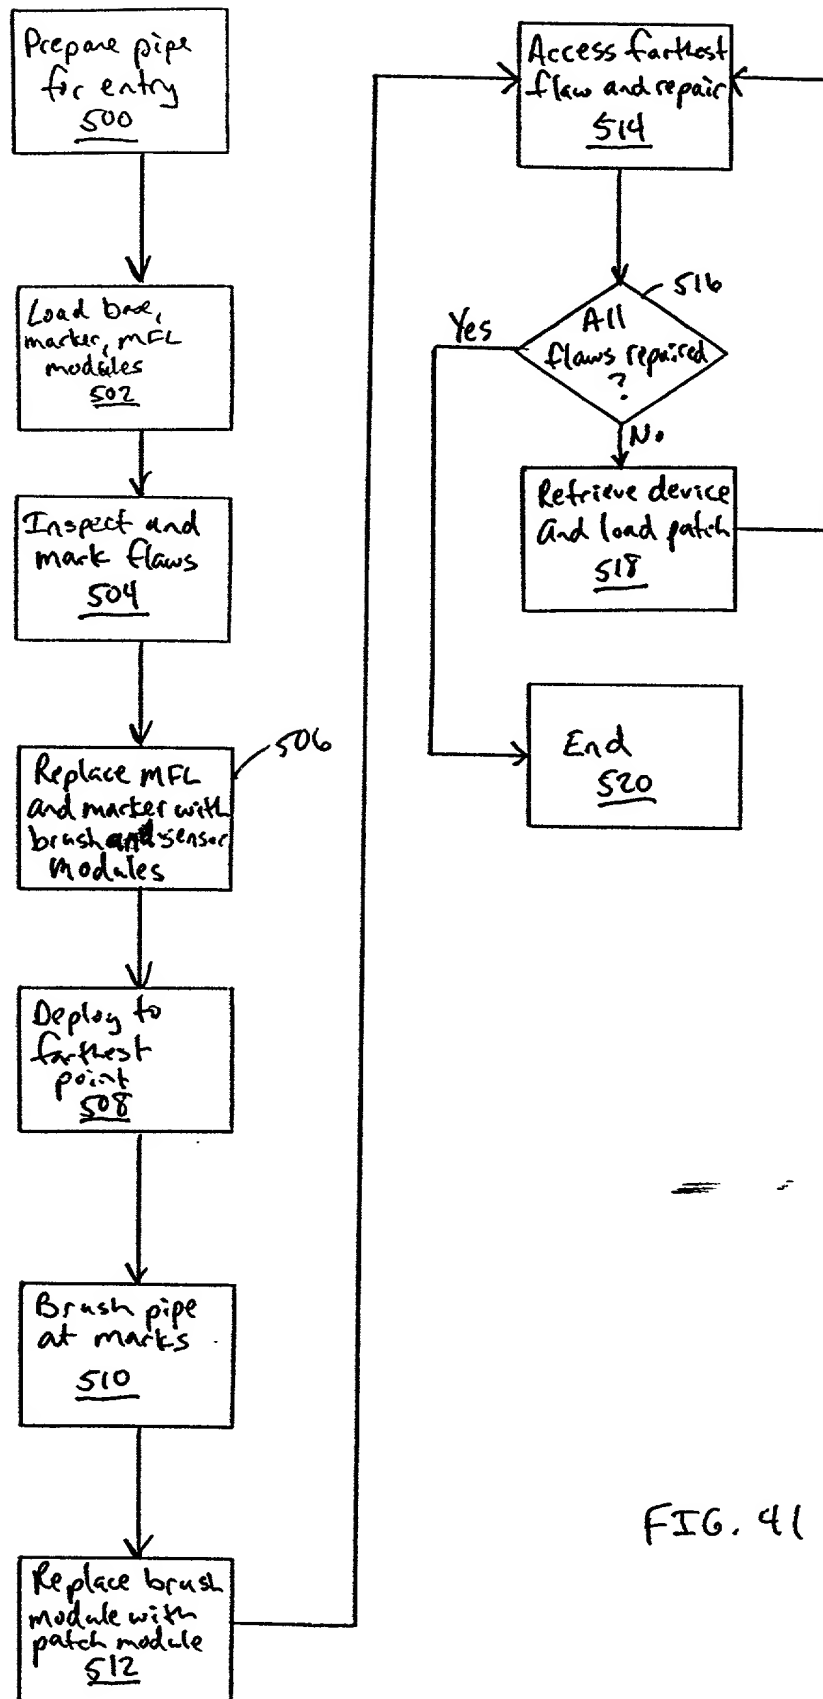 Prepare pipe
for entry
500
Load base,
marker, MFL
modules
502
Inspect and
mark flaws
504
Replace MFL
and marker with
brush and sensor
modules
506
Deploy to
farthest
point
508
Brush pipe
at marks
510
Replace brush
module with
patch module
512
Access farthest
flaw and repair
514
516
All
flaws repaired
?
Yes
No
Retrieve device
and load patch
518
End
520
FIG. 41